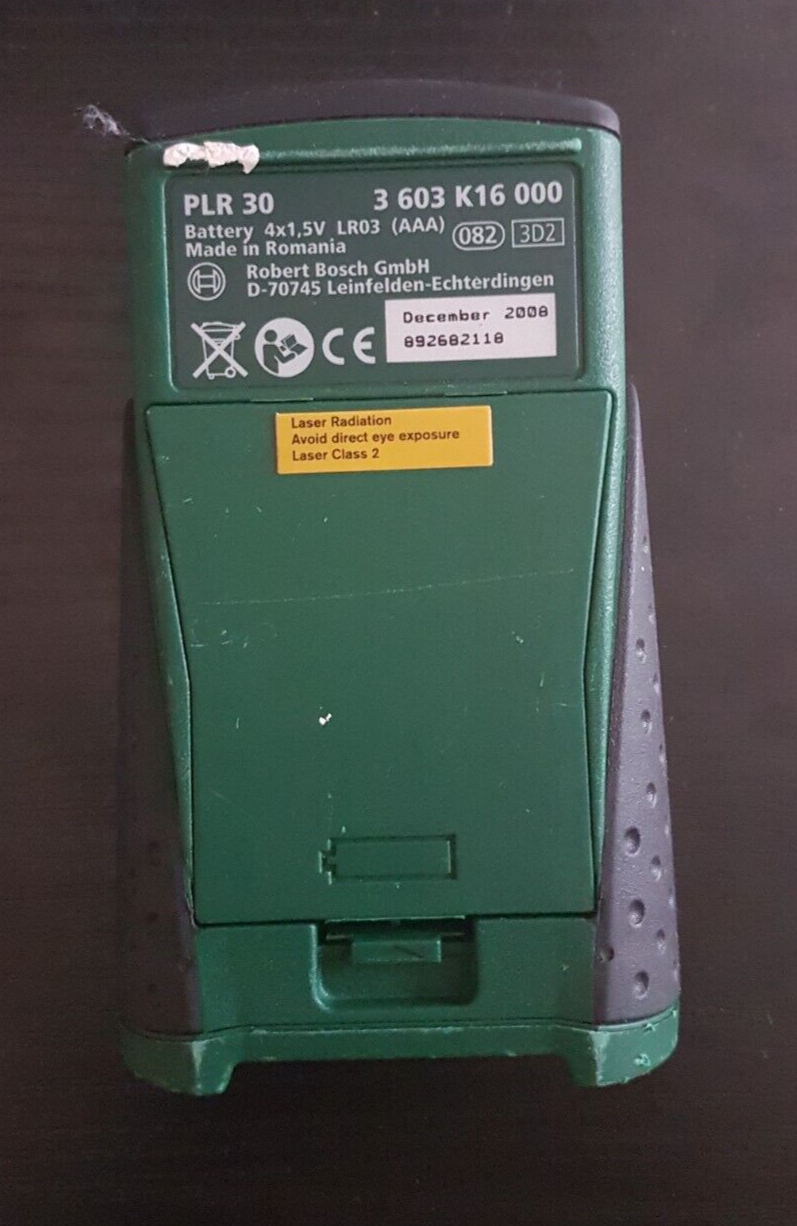 PLR 30 3 603 K16 000
Battery 4x1,5V LR03 (AAA) 082 3D2
Made in Romania
Robert Bosch GmbH
D-70745 Leinfelden-Echterdingen
December 2008
892682118
CE
Laser Radiation
Avoid direct eye exposure
Laser Class 2